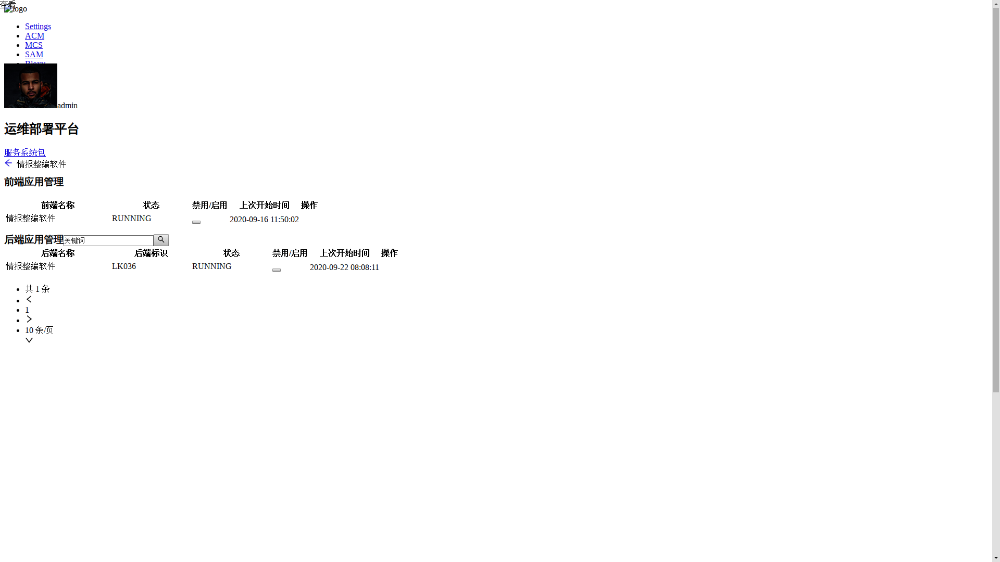 查看
logo
Settings
ACM
MCS
SAM
Bloxy
admin
运维部署平台
服务系统包
情报整编软件
前端应用管理
前端名称 状态 禁用/启用 上次开始时间 操作
情报整编软件 RUNNING 2020-09-16 11:50:02
后端应用管理 关键词
后端名称 后端标识 状态 禁用/启用 上次开始时间 操作
情报整编软件 LK036 RUNNING 2020-09-22 08:08:11
共 1 条
1
10 条/页